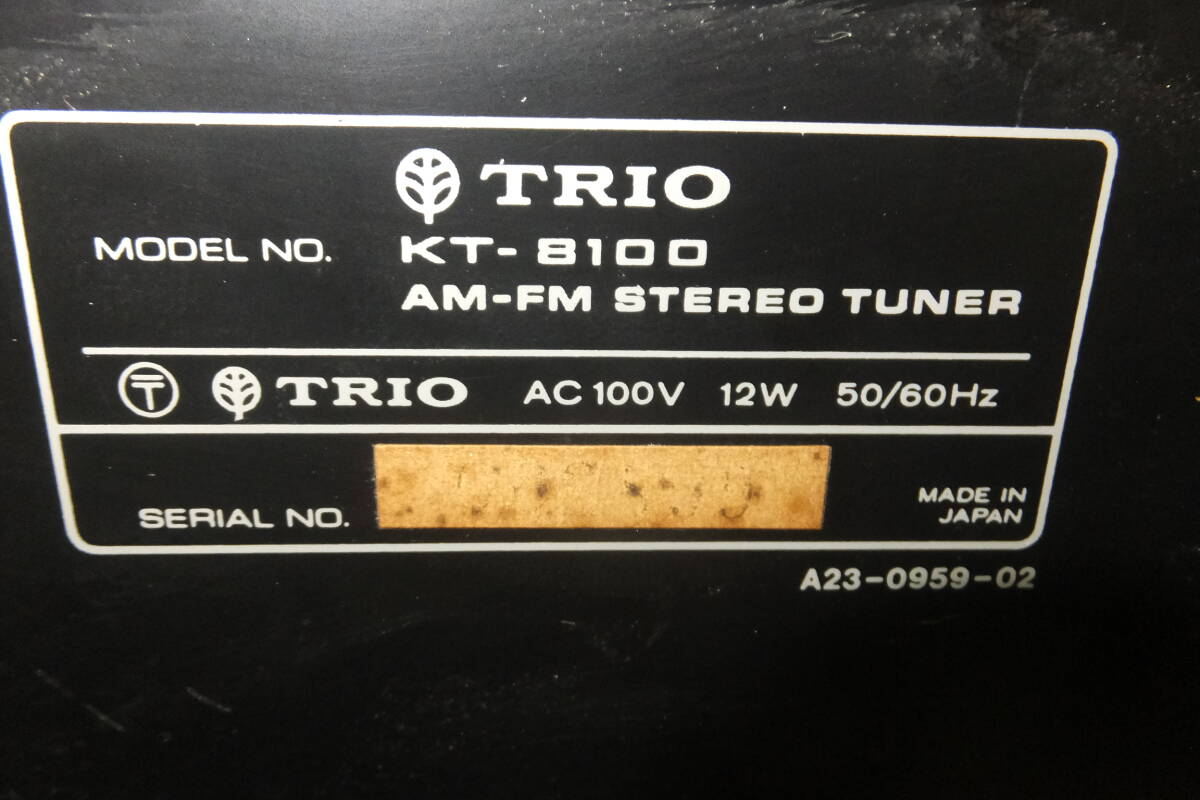 TRIO
MODEL NO. KT-8100
AM-FM STEREO TUNER
〒 TRIO AC 100V 12W 50/60Hz
SERIAL NO.
MADE IN
JAPAN
A23-0959-02